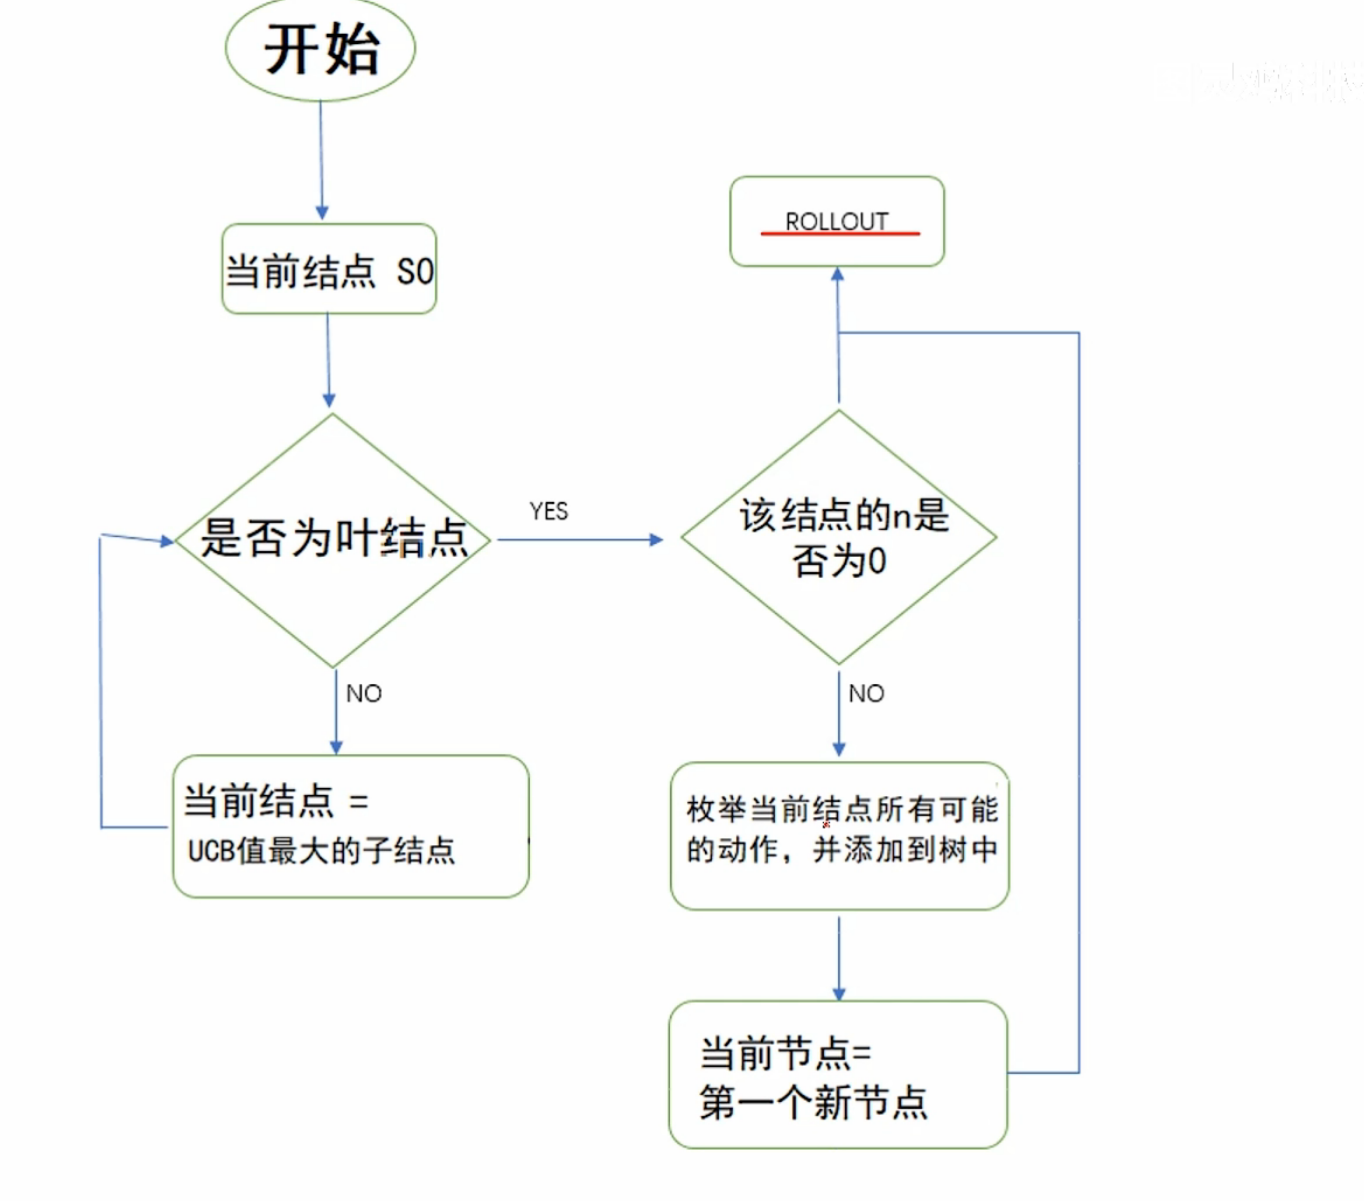 开始
当前结点 S0
是否为叶结点
YES
NO
当前结点 =
UCB值最大的子结点
ROLLOUT
该结点的n是
否为0
NO
枚举当前结点所有可能
的动作，并添加到树中
当前节点=
第一个新节点